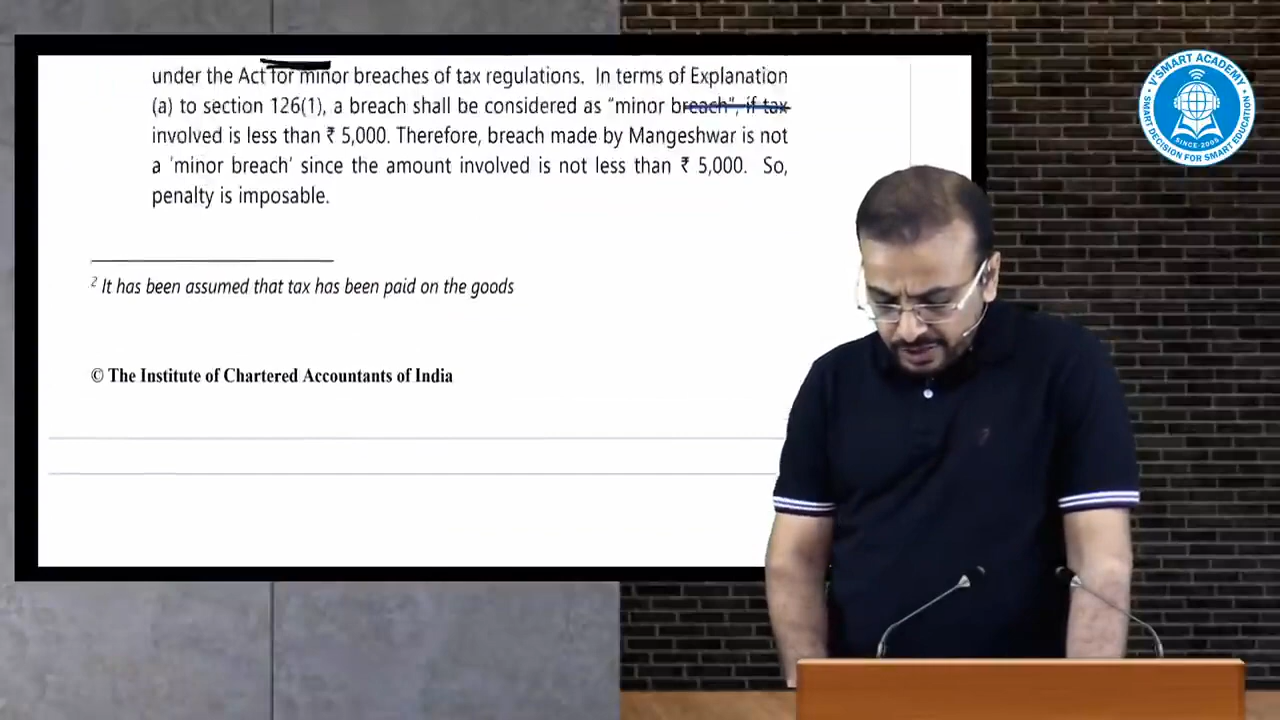 under the Act for minor breaches of tax regulations. In terms of Explanation
(a) to section 126(1), a breach shall be considered as “minor breach”, if tax
involved is less than ₹ 5,000. Therefore, breach made by Mangeshwar is not
a 'minor breach' since the amount involved is not less than ₹ 5,000. So,
penalty is imposable.
2 It has been assumed that tax has been paid on the goods
© The Institute of Chartered Accountants of India
V'SMART ACADEMY
SMART DECISION FOR SMART EDUCATION
SINCE-2005